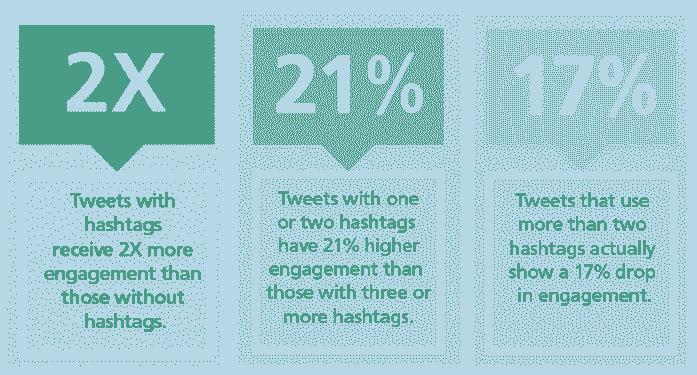 2X
Tweets with
hashtags
receive 2X more
engagement than
those without
hashtags.
21%
Tweets with one
or two hashtags
have 21% higher
engagement than
those with three or
more hashtags.
17%
Tweets that use
more than two
hashtags actually
show a 17% drop
in engagement.